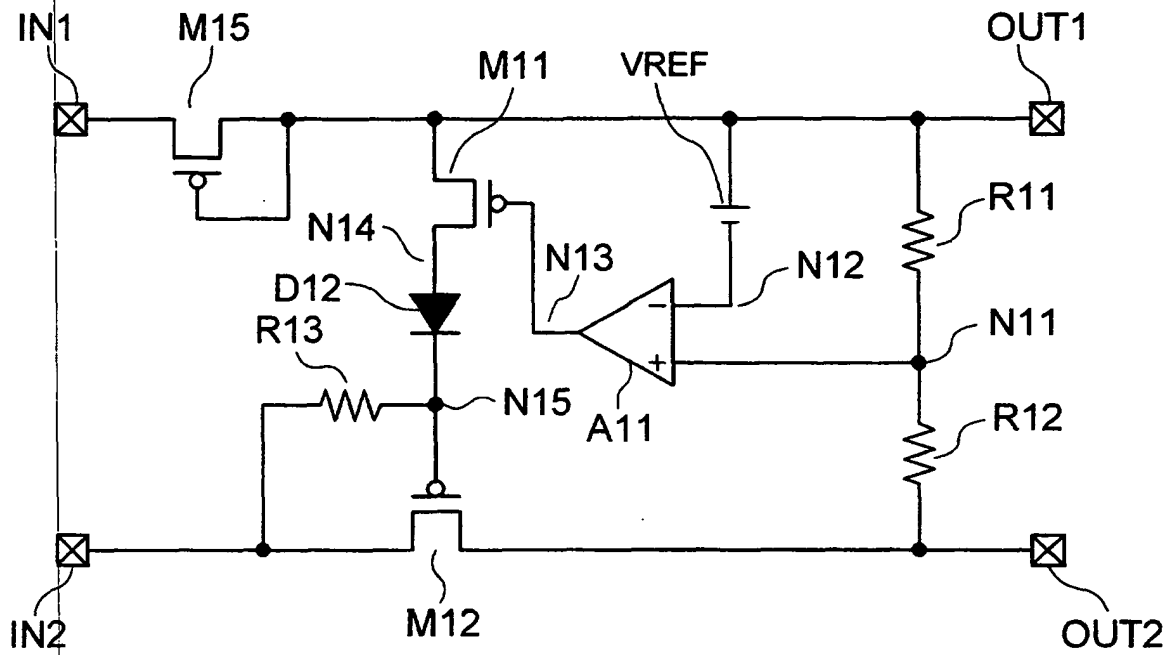 IN1
M15
M11
VREF
OUT1
R11
N14
N13
N12
D12
R13
N11
N15
A11
R12
M12
IN2
OUT2
−
+